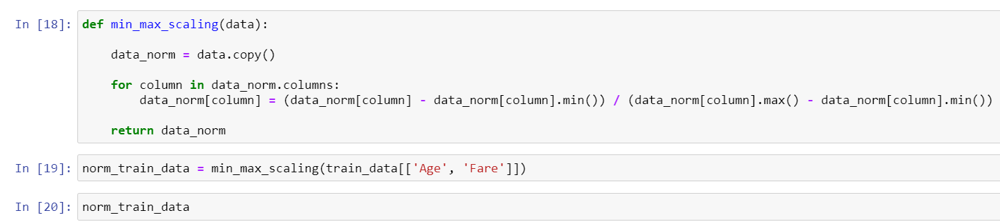 In [18]: def min_max_scaling(data):
data_norm = data.copy()
for column in data_norm.columns:
data_norm[column] = (data_norm[column] - data_norm[column].min()) / (data_norm[column].max() - data_norm[column].min())
return data_norm
In [19]: norm_train_data = min_max_scaling(train_data[['Age', 'Fare']])
In [20]: norm_train_data